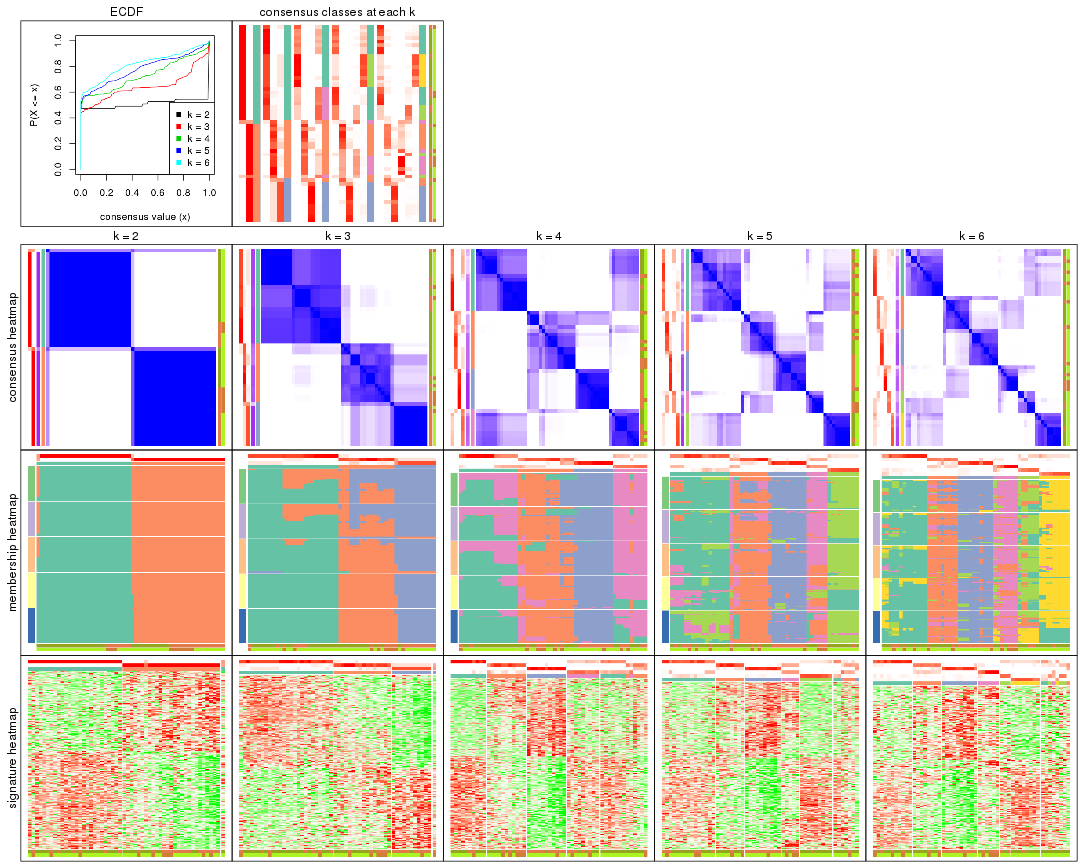 ECDF
consensus classes at each k
P(X <= x)
0.0 0.2 0.4 0.6 0.8 1.0
k = 2
k = 3
k = 4
k = 5
k = 6
0.0 0.2 0.4 0.6 0.8 1.0
consensus value (x)
k = 2 k = 3 k = 4 k = 5 k = 6
consensus heatmap
membership heatmap
signature heatmap